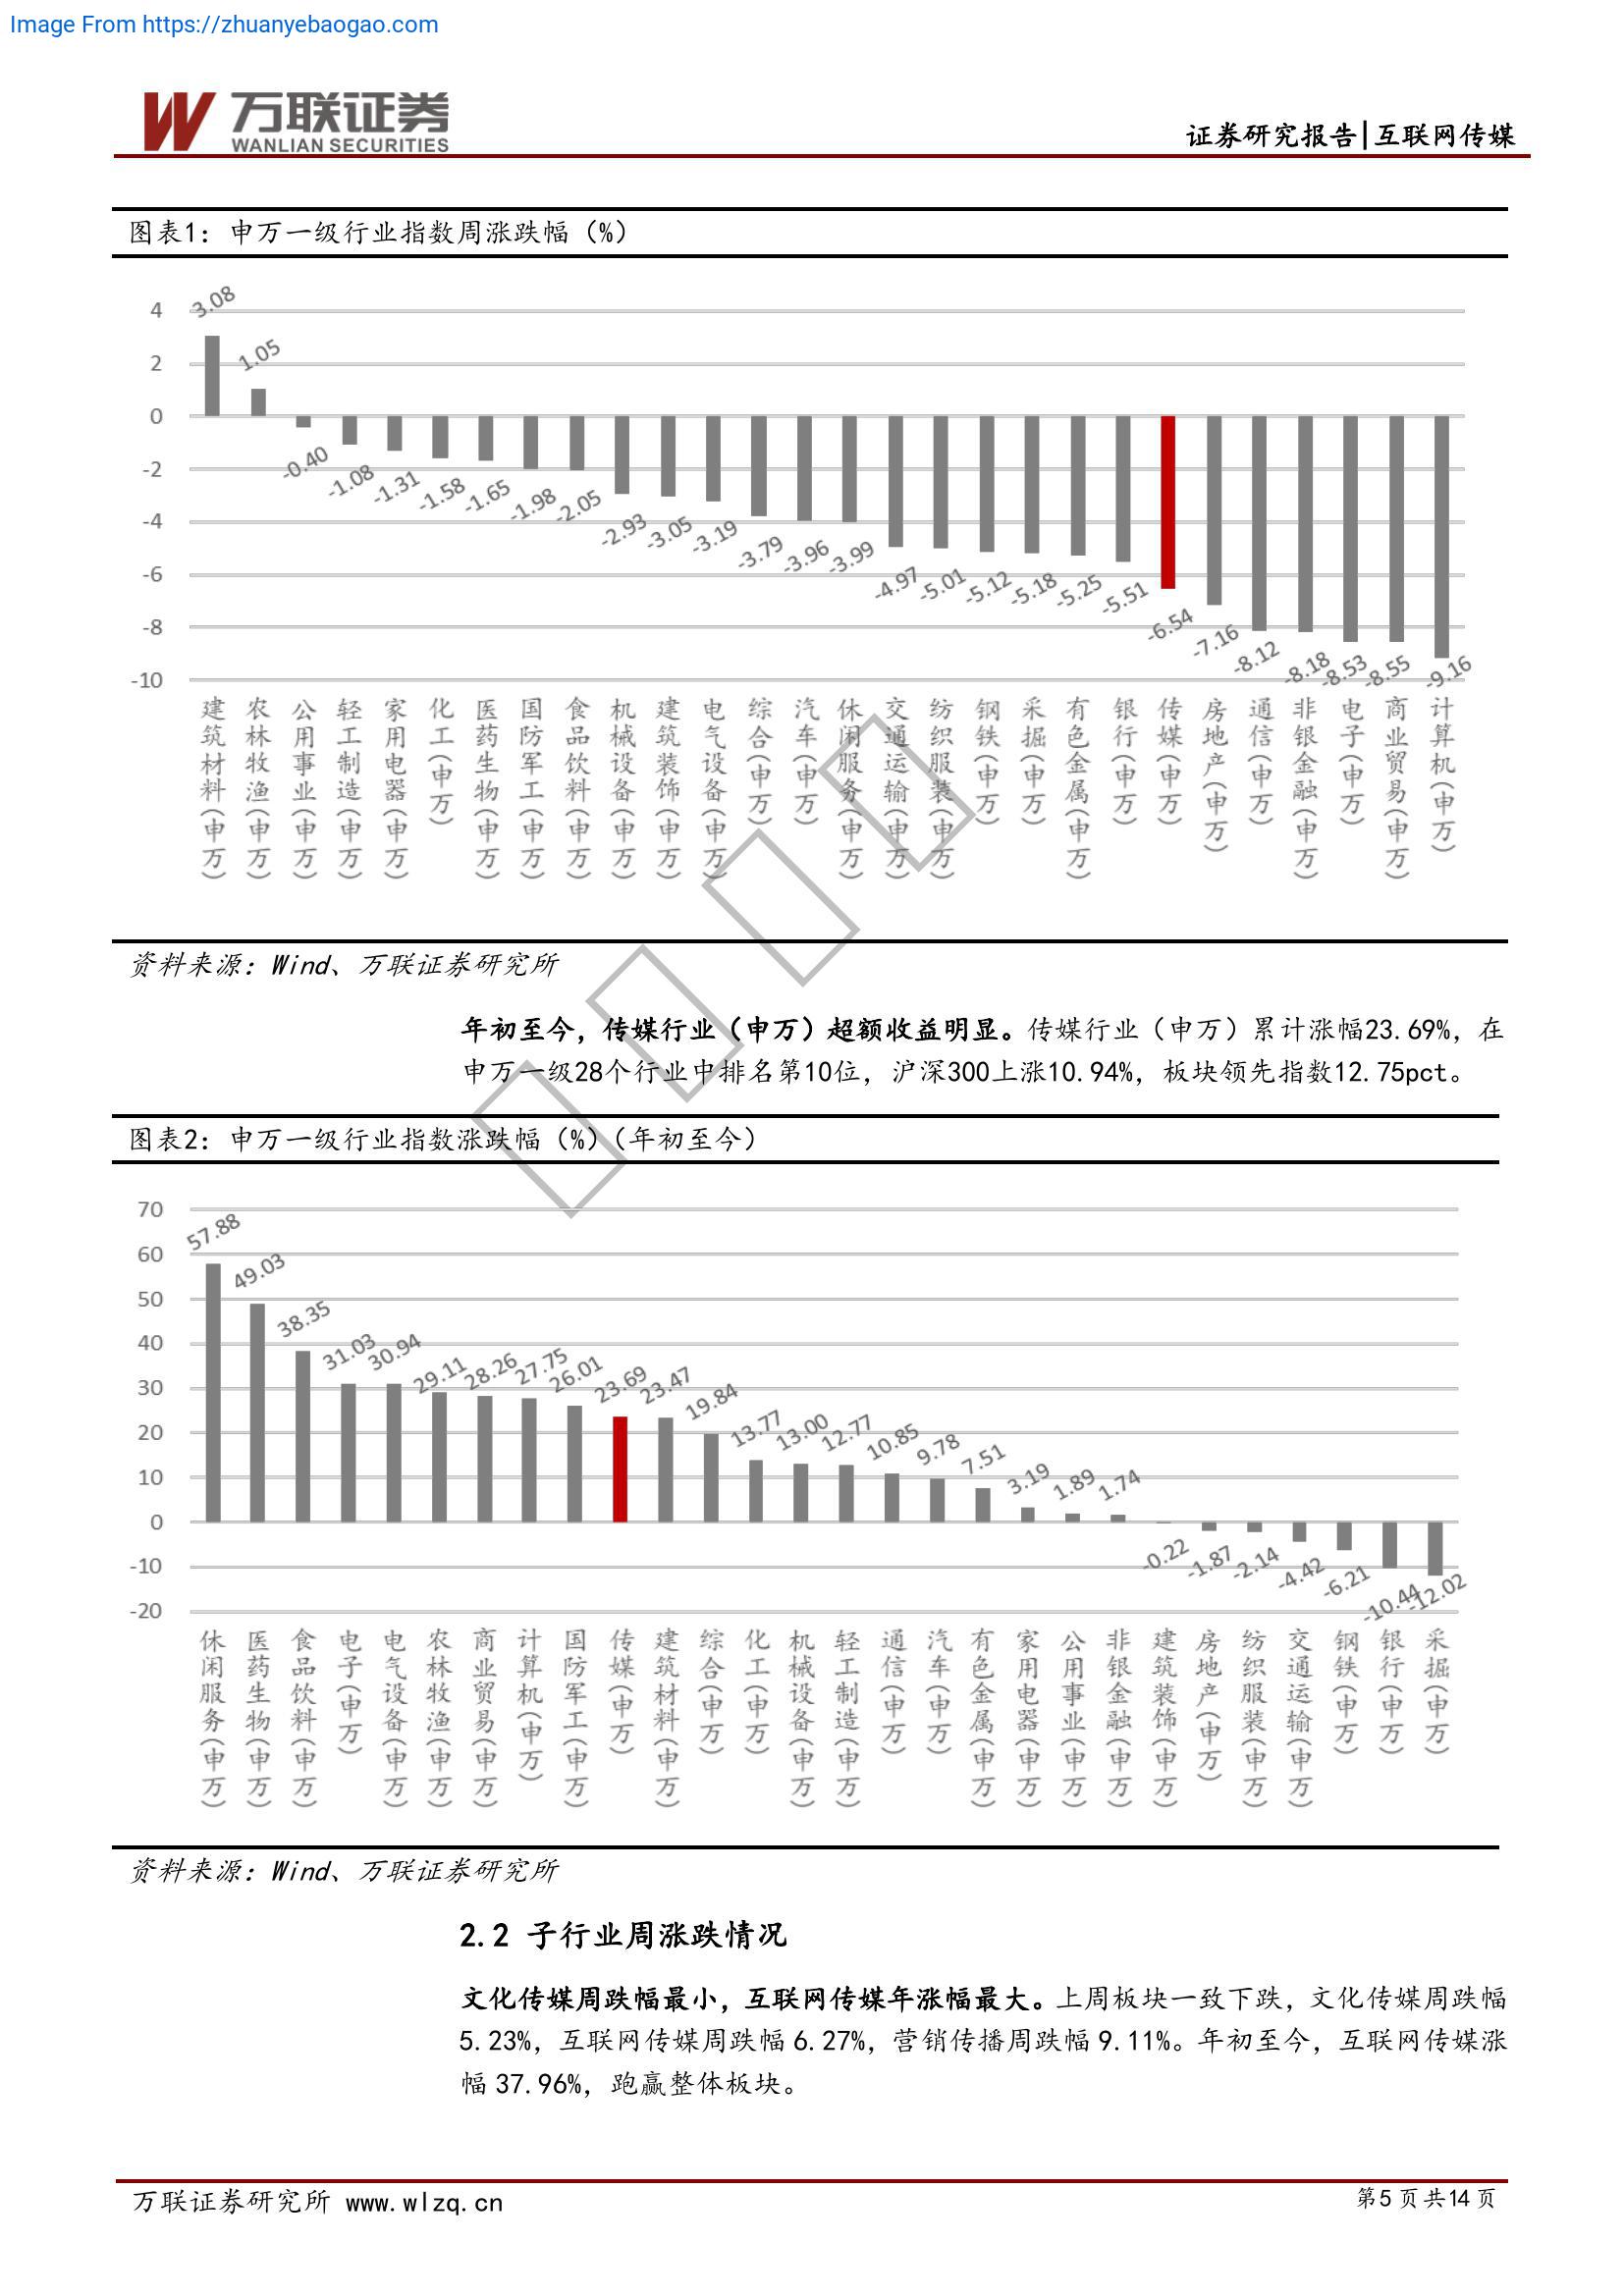 Image From https://zhuanyebaogao.com
万联证券
WANLIAN SECURITIES
证券研究报告|互联网传媒
图表1：申万一级行业指数周涨跌幅（%）
4
2
0
-2
-4
-6
-8
-10
3.08
1.05
-0.40
-1.08
-1.31
-1.58
-1.65
-1.98
-2.05
-2.93
-3.05
-3.19
-3.79
-3.96
-3.99
-4.97
-5.01
-5.12
-5.18
-5.25
-5.51
-6.54
-7.16
-8.12
-8.18
-8.53
-8.55
-9.16
建筑材料(申万)
农林牧渔(申万)
公用事业(申万)
轻工制造(申万)
家用电器(申万)
化工(申万)
医药生物(申万)
国防军工(申万)
食品饮料(申万)
机械设备(申万)
建筑装饰(申万)
电气设备(申万)
综合(申万)
汽车(申万)
休闲服务(申万)
交通运输(申万)
纺织服装(申万)
钢铁(申万)
采掘(申万)
有色金属(申万)
银行(申万)
传媒(申万)
房地产(申万)
通信(申万)
非银金融(申万)
电子(申万)
商业贸易(申万)
计算机(申万)
资料来源：Wind、万联证券研究所
年初至今，传媒行业（申万）超额收益明显。传媒行业（申万）累计涨幅23.69%，在
申万一级28个行业中排名第10位，沪深300上涨10.94%，板块领先指数12.75pct。
图表2：申万一级行业指数涨跌幅（%）（年初至今）
70
60
50
40
30
20
10
0
-10
-20
57.88
49.03
38.35
31.03
30.94
29.11
28.26
27.75
26.01
23.69
23.47
19.84
13.77
13.00
12.77
10.85
9.78
7.51
3.19
1.89
1.74
-0.22
-1.87
-2.14
-4.42
-6.21
-10.44
-12.02
休闲服务(申万)
医药生物(申万)
食品饮料(申万)
电子(申万)
电气设备(申万)
农林牧渔(申万)
商业贸易(申万)
计算机(申万)
国防军工(申万)
传媒(申万)
建筑材料(申万)
综合(申万)
化工(申万)
机械设备(申万)
轻工制造(申万)
通信(申万)
汽车(申万)
有色金属(申万)
家用电器(申万)
公用事业(申万)
非银金融(申万)
建筑装饰(申万)
房地产(申万)
纺织服装(申万)
交通运输(申万)
钢铁(申万)
银行(申万)
采掘(申万)
资料来源：Wind、万联证券研究所
2.2 子行业周涨跌情况
文化传媒周跌幅最小，互联网传媒年涨幅最大。上周板块一致下跌，文化传媒周跌幅
5.23%，互联网传媒周跌幅 6.27%，营销传播周跌幅 9.11%。年初至今，互联网传媒涨
幅 37.96%，跑赢整体板块。
万联证券研究所 www.wlzq.cn
第5页共14页